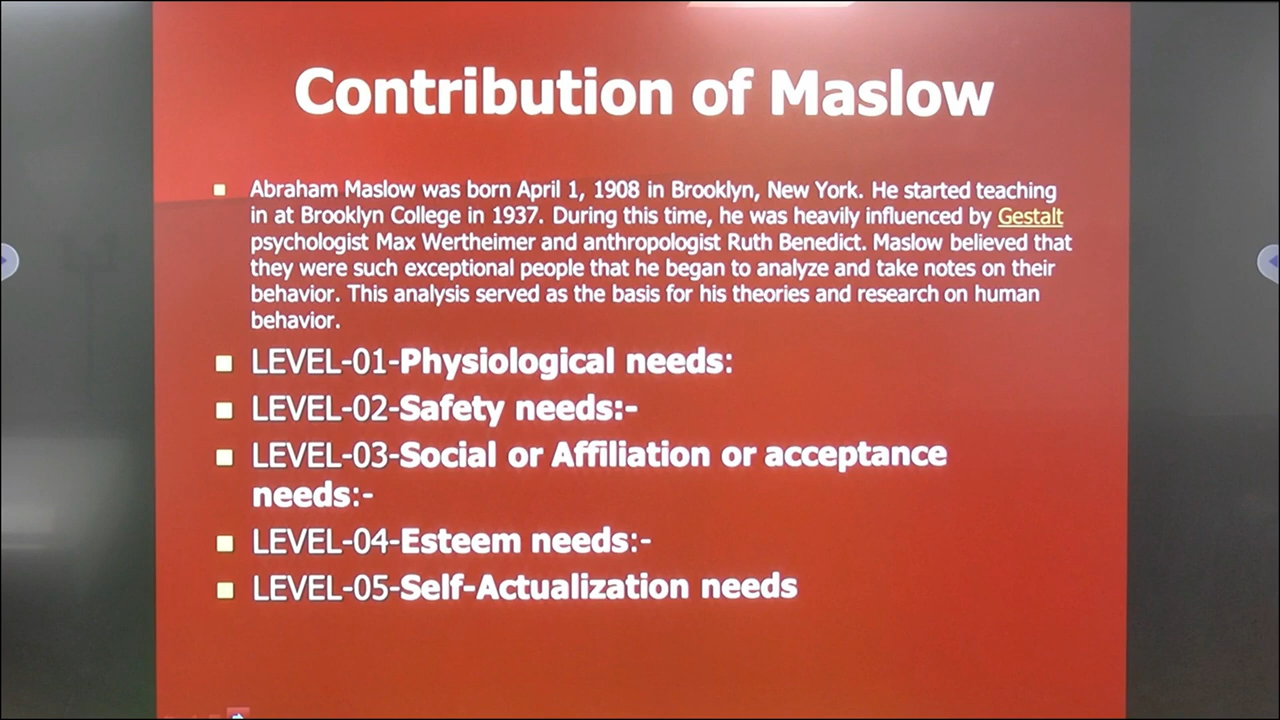 Contribution of Maslow
Abraham Maslow was born April 1, 1908 in Brooklyn, New York. He started teaching
in at Brooklyn College in 1937. During this time, he was heavily influenced by Gestalt
psychologist Max Wertheimer and anthropologist Ruth Benedict. Maslow believed that
they were such exceptional people that he began to analyze and take notes on their
behavior. This analysis served as the basis for his theories and research on human
behavior.
LEVEL-01-Physiological needs:
LEVEL-02-Safety needs:-
LEVEL-03-Social or Affiliation or acceptance
needs:-
LEVEL-04-Esteem needs:-
LEVEL-05-Self-Actualization needs